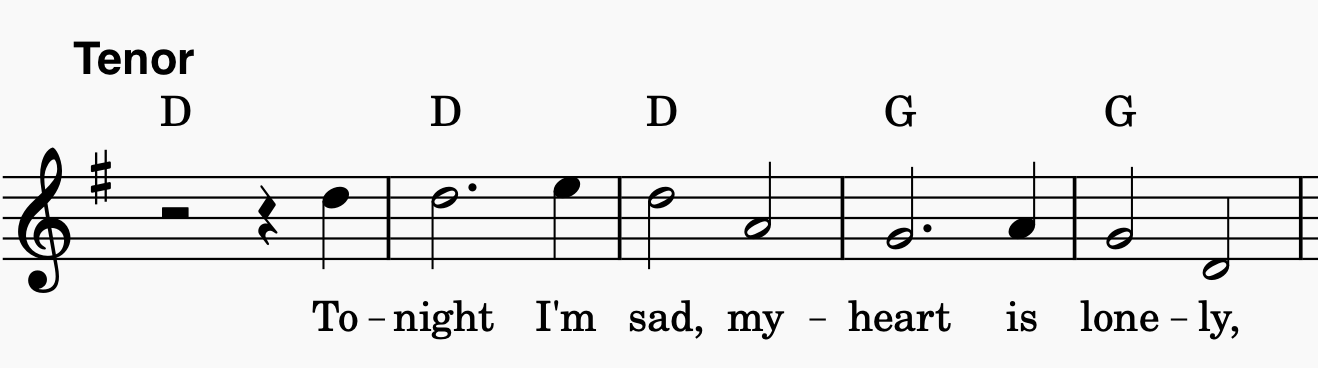 Tenor
D D D G G
To – night I'm sad, my – heart is lone – ly,